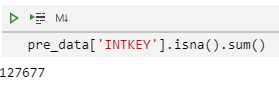 M↓
pre_data['INTKEY'].isna().sum()
127677